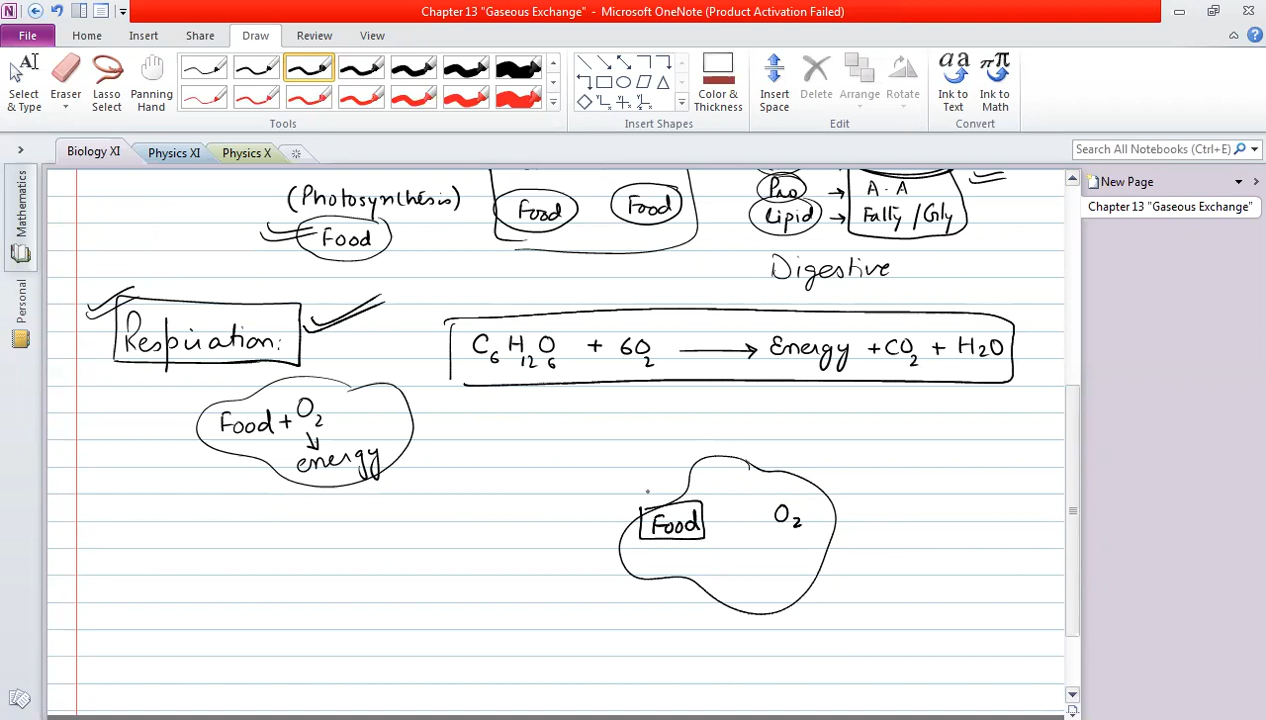 Chapter 13 "Gaseous Exchange" - Microsoft OneNote (Product Activation Failed)
File Home Insert Share Draw Review View
Select & Type
Eraser
Lasso Select
Panning Hand
Color & Thickness
Insert Space
Delete
Arrange
Rotate
Ink to Text
Ink to Math
Tools
Insert Shapes
Edit
Convert
Biology XI Physics XI Physics X
Search All Notebooks (Ctrl+E)
New Page
Chapter 13 "Gaseous Exchange"
Mathematics
Personal
(Photosynthesis)
Food
Food Food
Pro → A.A
Lipid → Fatty/Gly
Digestive
Respiration:
C6H12O6 + 6O2 → Energy + CO2 + H2O
Food + O2
↓
energy
Food O2